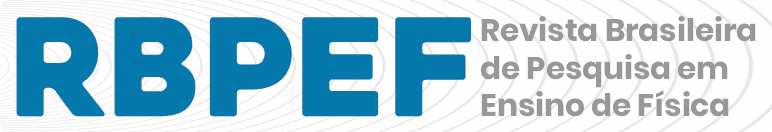 RBPEF
Revista Brasileira
de Pesquisa em
Ensino de Física